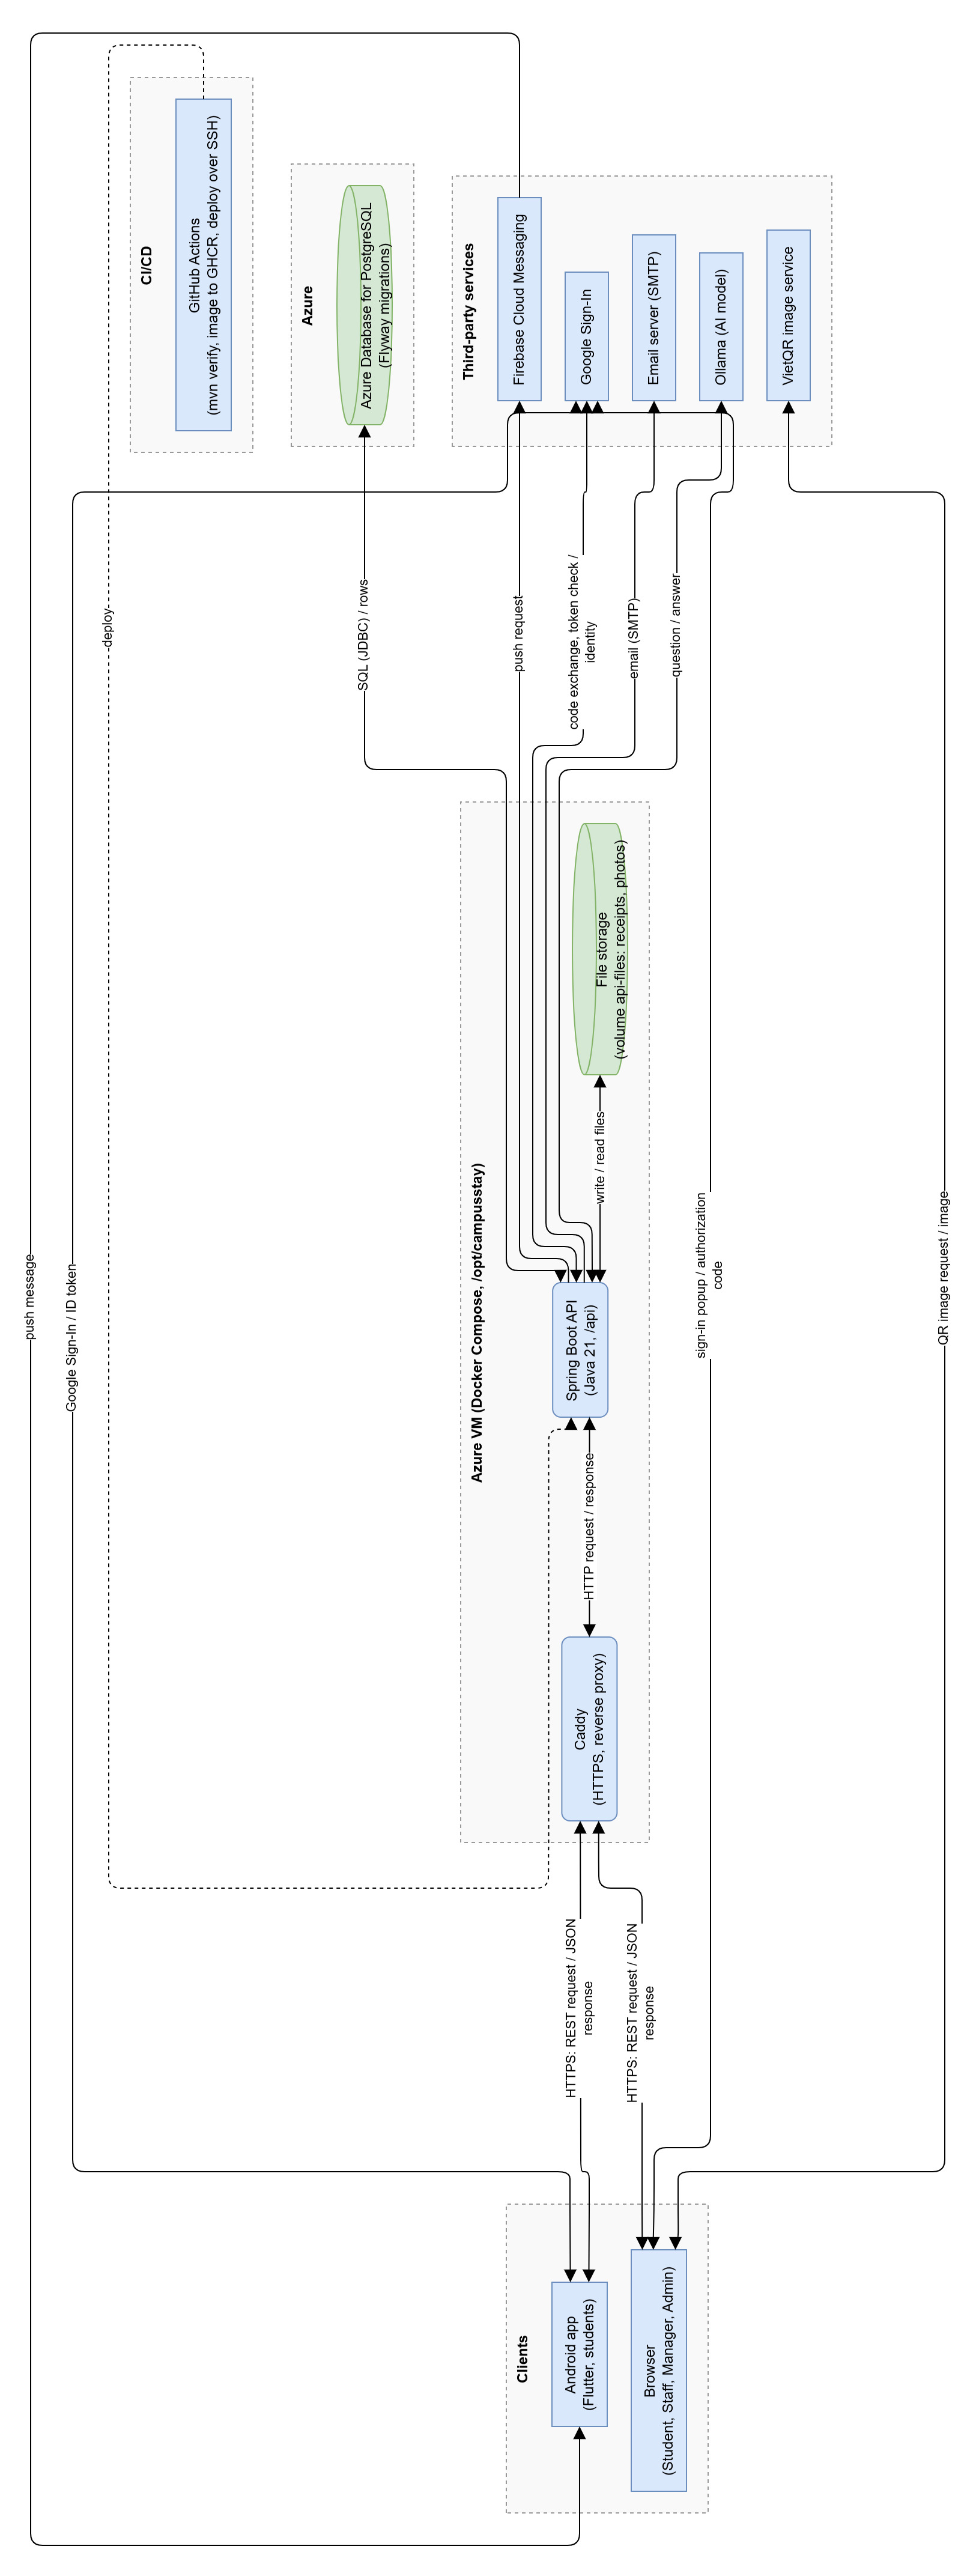 CI/CD
GitHub Actions
(mvn verify, image to GHCR, deploy over SSH)
Azure
Azure Database for PostgreSQL
(Flyway migrations)
Third-party services
Firebase Cloud Messaging
Google Sign-In
Email server (SMTP)
Ollama (AI model)
VietQR image service
deploy
SQL (JDBC) / rows
push request
code exchange, token check /
identity
email (SMTP)
question / answer
Azure VM (Docker Compose, /opt/campusstay)
File storage
(volume api-files: receipts, photos)
write / read files
Spring Boot API
(Java 21, /api)
HTTP request / response
Caddy
(HTTPS, reverse proxy)
push message
Google Sign-In / ID token
sign-in popup / authorization
code
QR image request / image
HTTPS: REST request / JSON
response
HTTPS: REST request / JSON
response
Clients
Android app
(Flutter, students)
Browser
(Student, Staff, Manager, Admin)